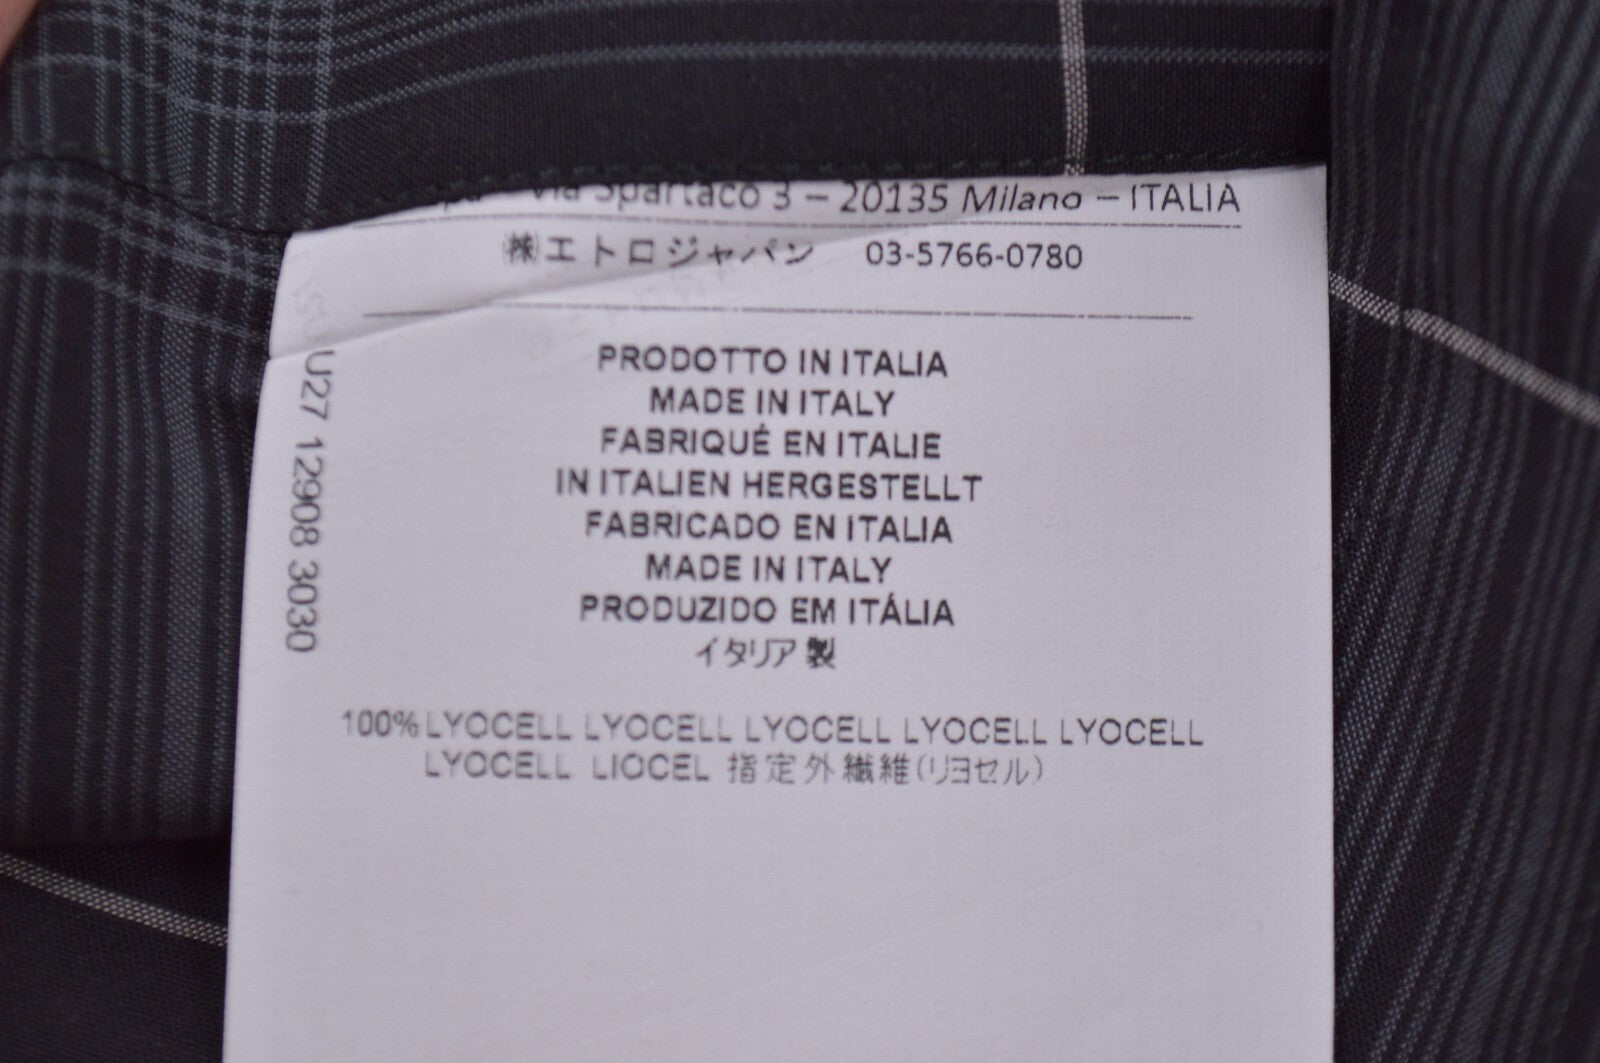 Via Spartaco 3 – 20135 Milano – ITALIA
㈱エトロジャパン 03-5766-0780
PRODOTTO IN ITALIA
MADE IN ITALY
FABRIQUÉ EN ITALIE
IN ITALIEN HERGESTELLT
FABRICADO EN ITALIA
MADE IN ITALY
PRODUZIDO EM ITÁLIA
イタリア製
100% LYOCELL LYOCELL LYOCELL LYOCELL LYOCELL
LYOCELL LIOCEL 指定外繊維(リヨセル)
U27 12908 3030